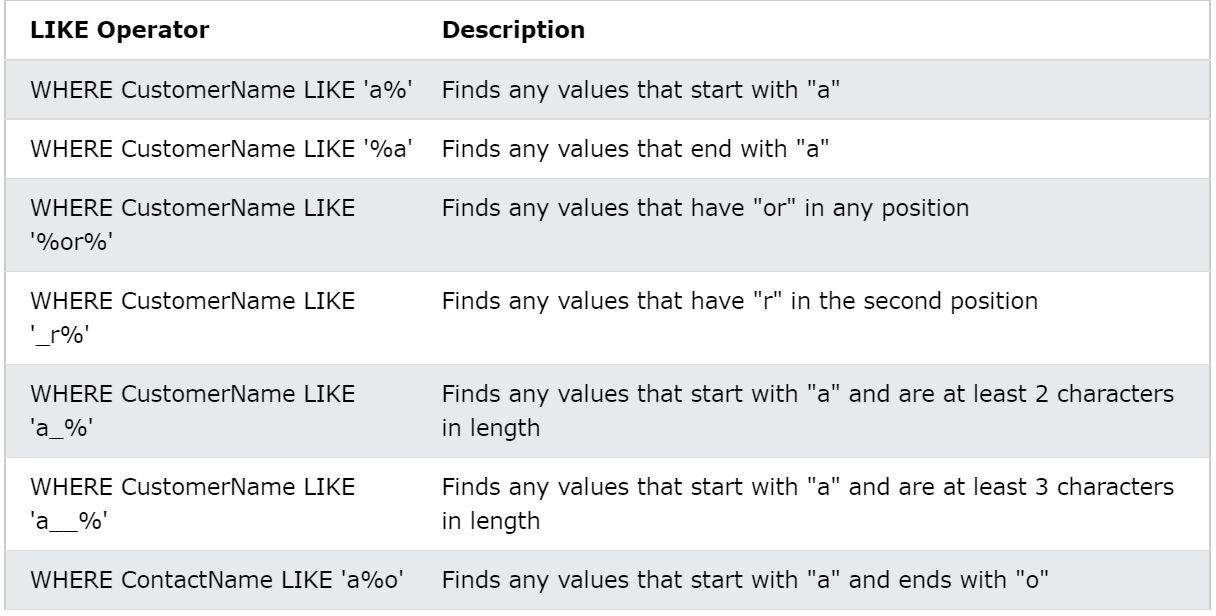 LIKE Operator Description
WHERE CustomerName LIKE 'a%' Finds any values that start with "a"
WHERE CustomerName LIKE '%a' Finds any values that end with "a"
WHERE CustomerName LIKE Finds any values that have "or" in any position
'%or%'
WHERE CustomerName LIKE Finds any values that have "r" in the second position
'_r%'
WHERE CustomerName LIKE Finds any values that start with "a" and are at least 2 characters
'a_%' in length
WHERE CustomerName LIKE Finds any values that start with "a" and are at least 3 characters
'a__%' in length
WHERE ContactName LIKE 'a%o' Finds any values that start with "a" and ends with "o"